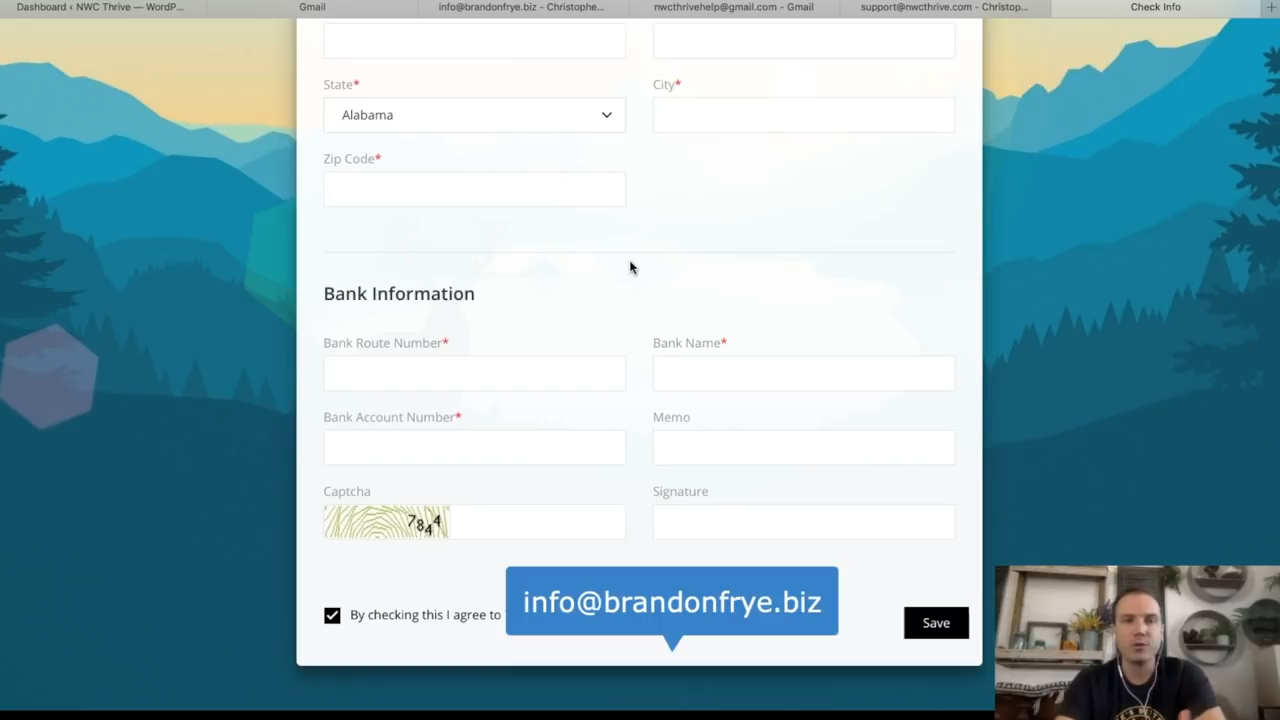 Dashboard ‹ NWC Thrive — WordP...
Gmail
info@brandonfrye.biz - Christophe...
nwcthrivehelp@gmail.com - Gmail
support@nwcthrive.com - Christop...
Check Info
State*
City*
Alabama
Zip Code*
Bank Information
Bank Route Number*
Bank Name*
Bank Account Number*
Memo
Captcha
Signature
7844
By checking this I agree to
info@brandonfrye.biz
Save